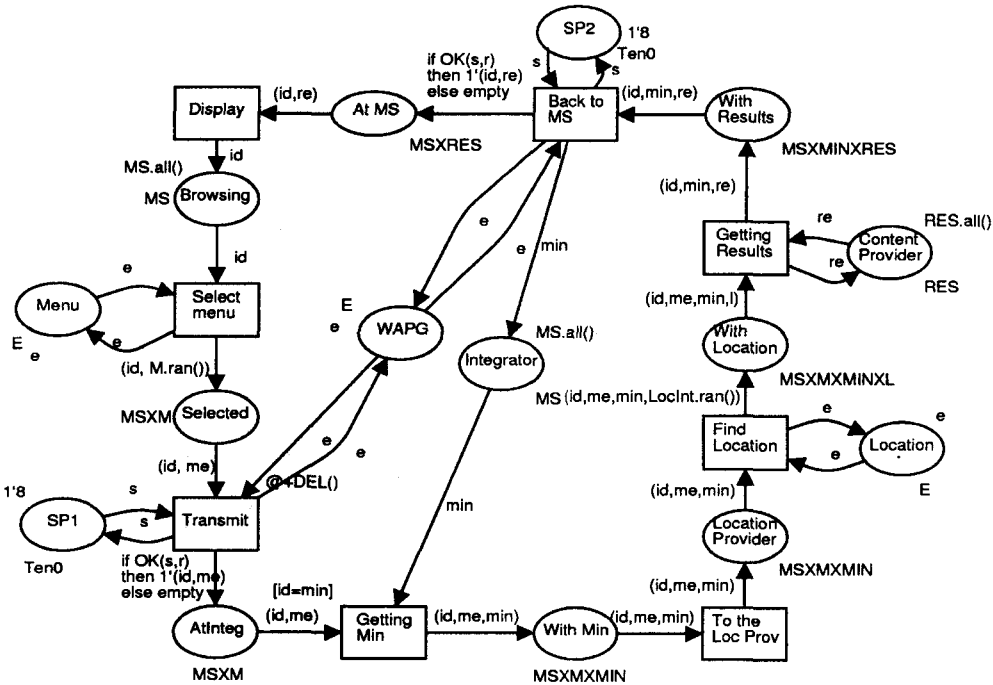 SP2
1'8
Ten0
s
s
if OK(s,r)
then 1'(id,re)
else empty
(id,re)
(id,min,re)
Display
At MS
Back to
MS
With
Results
MSXRES
MSXMINXRES
id
MS.all()
MS
Browsing
(id,min,re)
id
e
e
min
re
RES.all()
Getting
Results
Content
Provider
re
RES
e
Menu
Select
menu
E
e
e
(id, M.ran())
E
e
WAPG
MS.all()
Integrator
MS
(id,me,min,l)
With
Location
MSXMXMINXL
(id,me,min,LocInt.ran())
MSXM
Selected
e
e
Find
Location
Location
e
E
(id, me)
e
e
@+DEL()
(id,me,min)
1'8
s
SP1
s
Transmit
Ten0
min
Location
Provider
MSXMXMIN
if OK(s,r)
then 1'(id,me)
else empty
[id=min]
(id,me)
(id,me,min)
(id,me,min)
(id,me,min)
AtInteg
Getting
Min
With Min
To the
Loc Prov
MSXM
MSXMXMIN